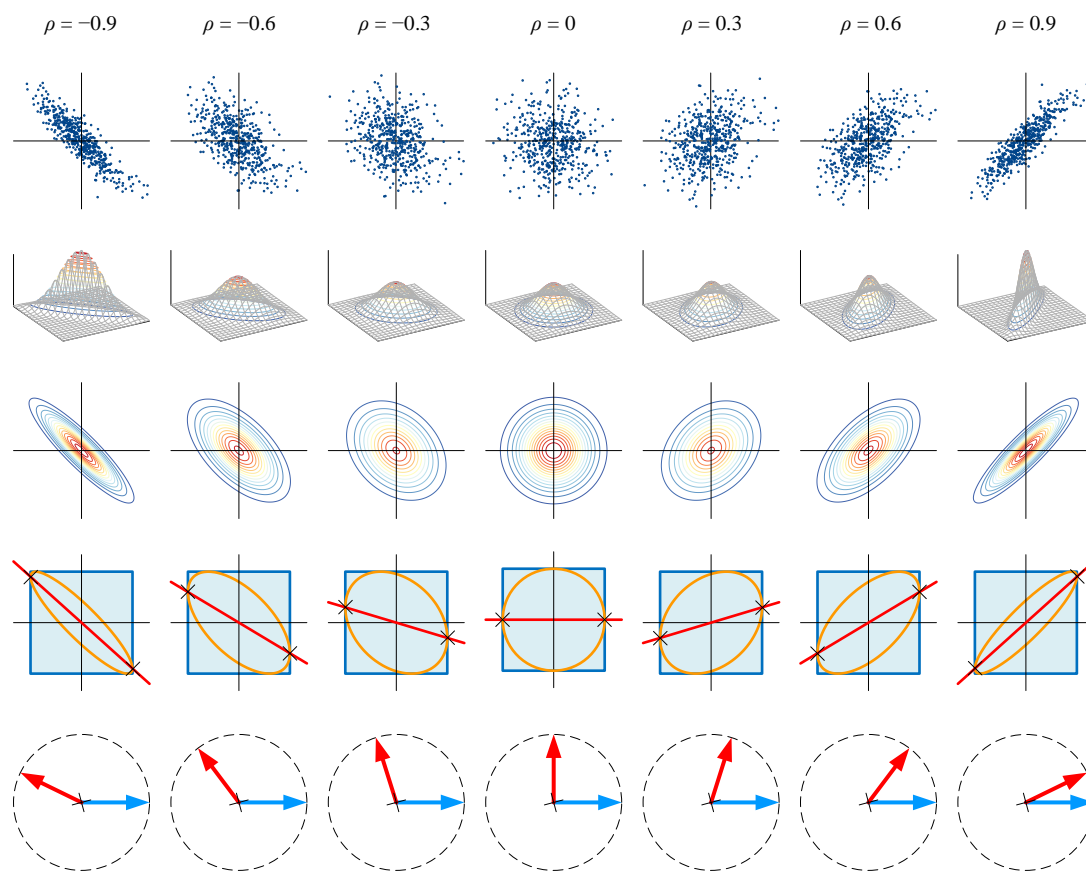 ρ = −0.9 ρ = −0.6 ρ = −0.3 ρ = 0 ρ = 0.3 ρ = 0.6 ρ = 0.9